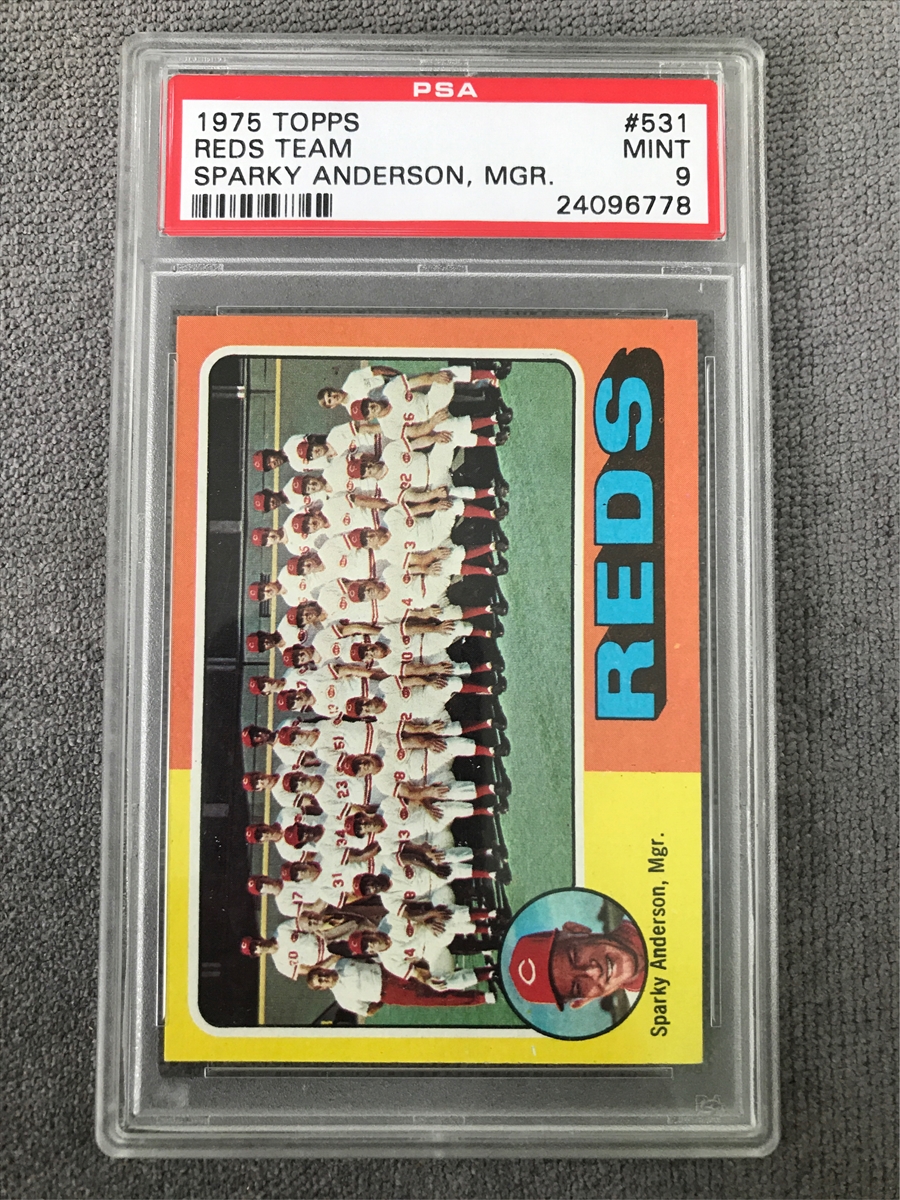 PSA
1975 TOPPS #531
REDS TEAM MINT
SPARKY ANDERSON, MGR. 9
24096778
REDS
Sparky Anderson, Mgr.
C